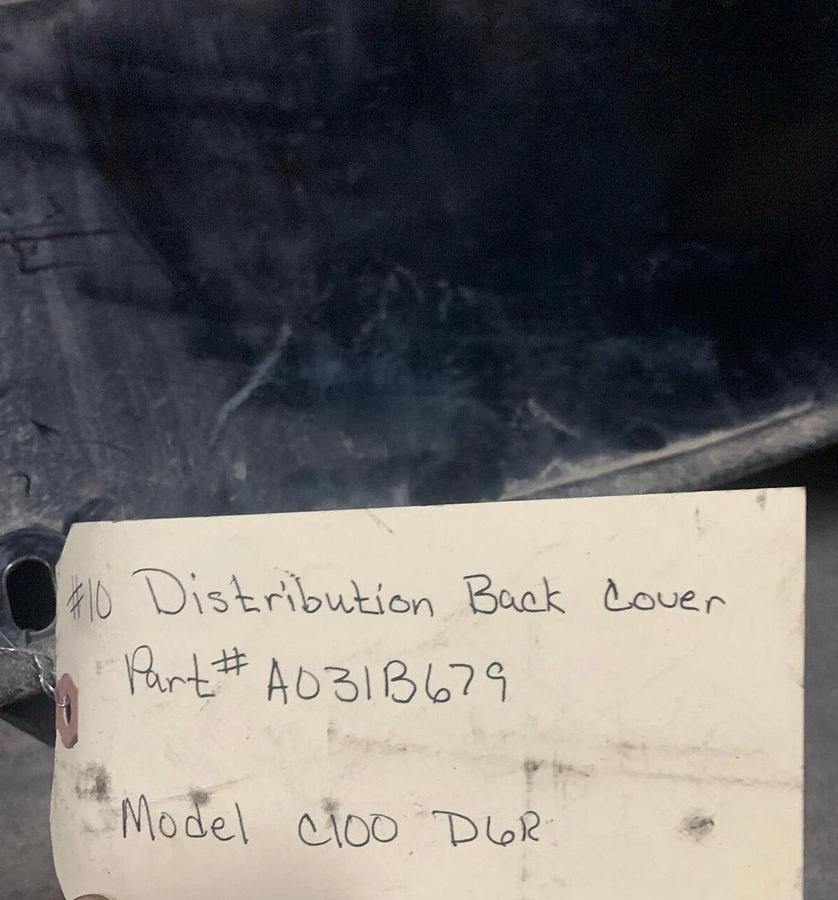 #10 Distribution Back Cover
Part# A031B679
Model C100 D6R